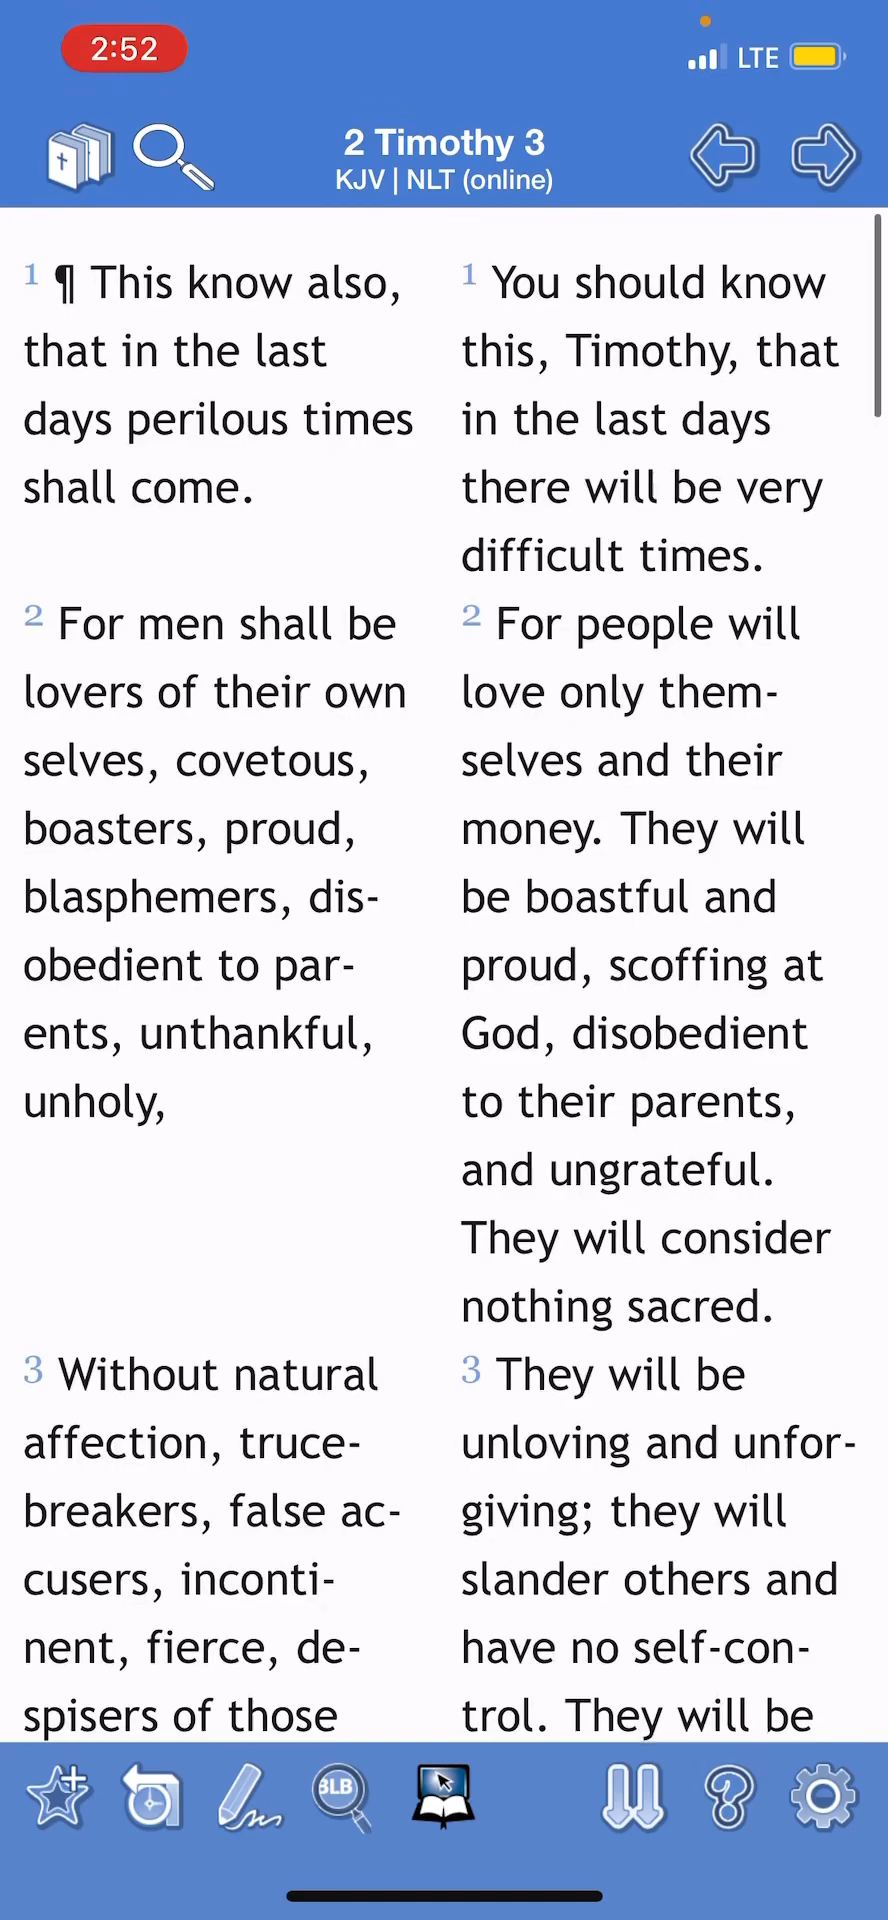 2:52
LTE
2 Timothy 3
KJV | NLT (online)
1 ¶ This know also,
that in the last
days perilous times
shall come.
2 For men shall be
lovers of their own
selves, covetous,
boasters, proud,
blasphemers, dis-
obedient to par-
ents, unthankful,
unholy,
3 Without natural
affection, truce-
breakers, false ac-
cusers, inconti-
nent, fierce, de-
spisers of those
1 You should know
this, Timothy, that
in the last days
there will be very
difficult times.
2 For people will
love only them-
selves and their
money. They will
be boastful and
proud, scoffing at
God, disobedient
to their parents,
and ungrateful.
They will consider
nothing sacred.
3 They will be
unloving and unfor-
giving; they will
slander others and
have no self-con-
trol. They will be
BLB